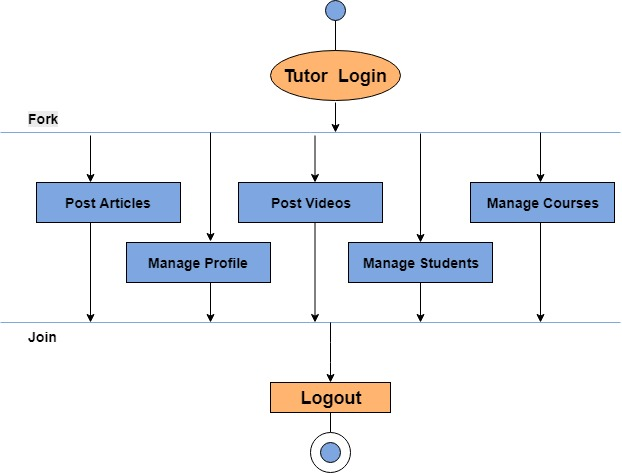 Tutor Login
Fork
Post Articles
Post Videos
Manage Courses
Manage Profile
Manage Students
Join
Logout